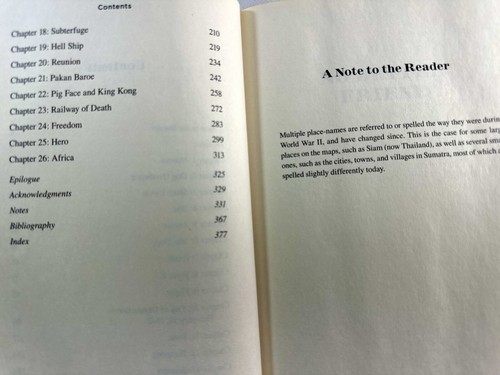 Contents
Chapter 18: Subterfuge 210
Chapter 19: Hell Ship 219
Chapter 20: Reunion 234
Chapter 21: Pakan Baroe 242
Chapter 22: Pig Face and King Kong 258
Chapter 23: Railway of Death 272
Chapter 24: Freedom 283
Chapter 25: Hero 299
Chapter 26: Africa 313
Epilogue 325
Acknowledgments 329
Notes 331
Bibliography 367
Index 377
A Note to the Reader
Multiple place-names are referred to or spelled the way they were durin
World War II, and have changed since. This is the case for some larg
places on the maps, such as Siam (now Thailand), as well as several sma
ones, such as the cities, towns, and villages in Sumatra, most of which a
spelled slightly differently today.